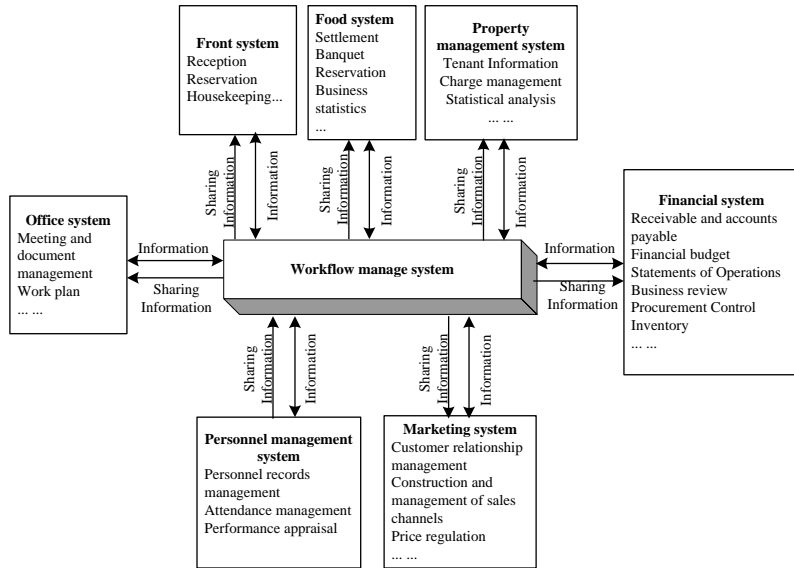 Front system
Reception
Reservation
Housekeeping...
Food system
Settlement
Banquet
Reservation
Business
statistics
...
Property
management system
Tenant Information
Charge management
Statistical analysis
... ...
Sharing
Information
Information
Sharing
Information
Information
Sharing
Information
Information
Office system
Meeting and
document
management
Work plan
... ...
Information
Sharing
Information
Workflow manage system
Information
Sharing
Information
Financial system
Receivable and accounts
payable
Financial budget
Statements of Operations
Business review
Procurement Control
Inventory
... ...
Sharing
Information
Information
Sharing
Information
Information
Personnel management
system
Personnel records
management
Attendance management
Performance appraisal
Marketing system
Customer relationship
management
Construction and
management of sales
channels
Price regulation
... ...